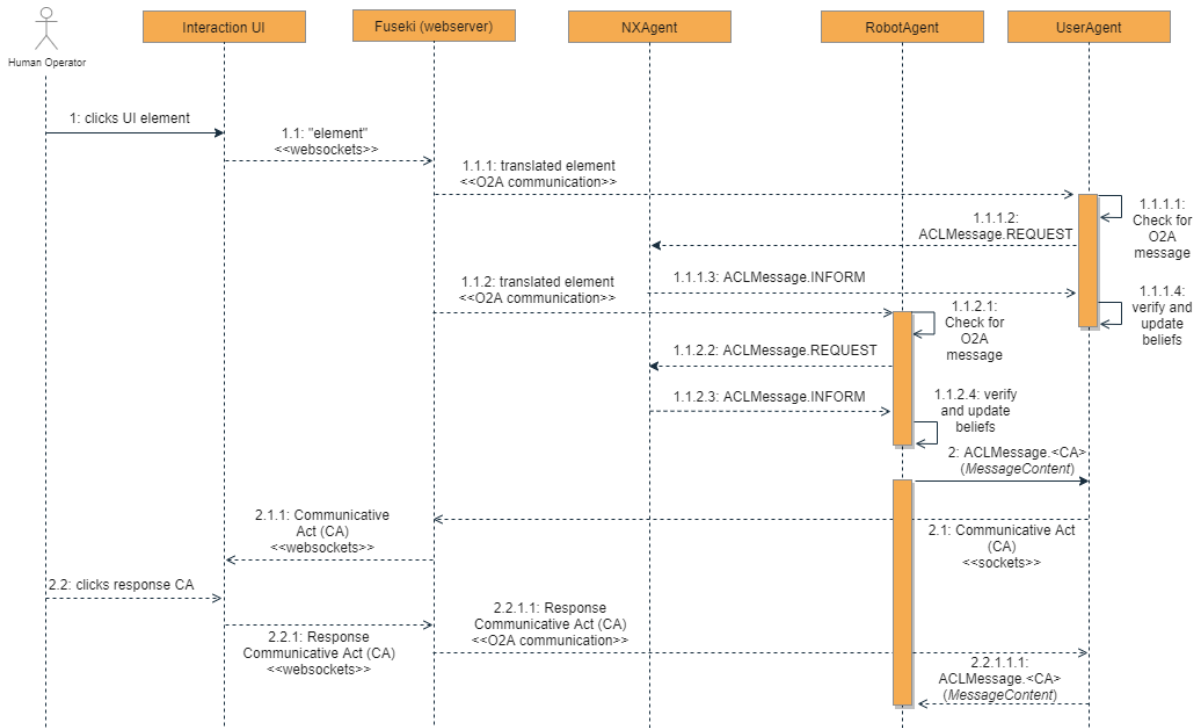 Human Operator
Interaction UI
Fuseki (webserver)
NXAgent
RobotAgent
UserAgent
1: clicks UI element
1.1: "element"
<<websockets>>
1.1.1: translated element
<<O2A communication>>
1.1.1.1:
Check for
O2A
message
1.1.1.2:
ACLMessage.REQUEST
1.1.2: translated element
<<O2A communication>>
1.1.1.3: ACLMessage.INFORM
1.1.1.4:
verify and
update
beliefs
1.1.2.1:
Check for
O2A
message
1.1.2.2: ACLMessage.REQUEST
1.1.2.3: ACLMessage.INFORM
1.1.2.4: verify
and update
beliefs
2: ACLMessage.<CA>
(MessageContent)
2.1: Communicative Act
(CA)
<<sockets>>
2.1.1: Communicative
Act (CA)
<<websockets>>
2.2: clicks response CA
2.2.1: Response
Communicative Act (CA)
<<websockets>>
2.2.1.1: Response
Communicative Act (CA)
<<O2A communication>>
2.2.1.1.1:
ACLMessage.<CA>
(MessageContent)